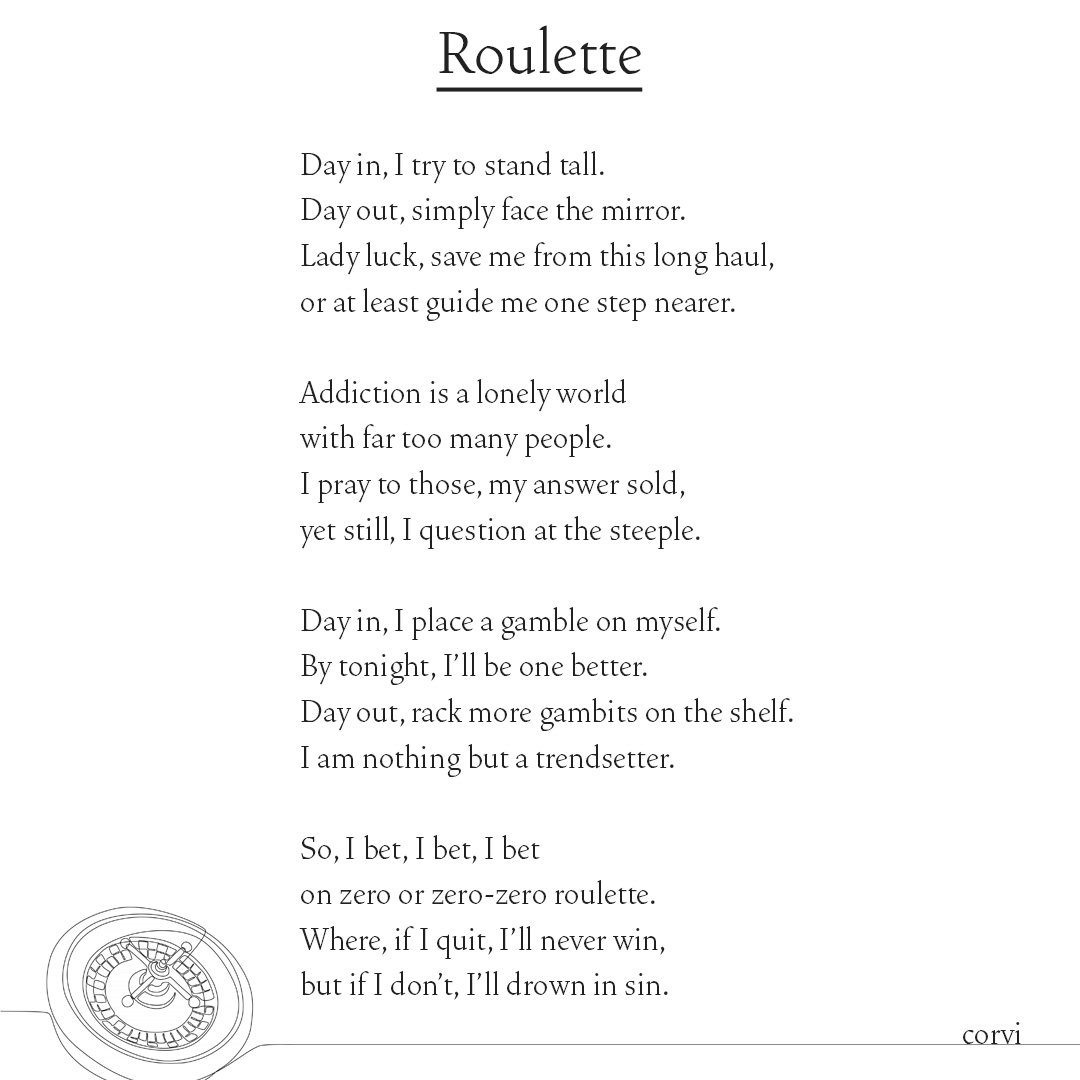 Roulette
Day in, I try to stand tall.
Day out, simply face the mirror.
Lady luck, save me from this long haul,
or at least guide me one step nearer.
Addiction is a lonely world
with far too many people.
I pray to those, my answer sold,
yet still, I question at the steeple.
Day in, I place a gamble on myself.
By tonight, I’ll be one better.
Day out, rack more gambits on the shelf.
I am nothing but a trendsetter.
So, I bet, I bet, I bet
on zero or zero-zero roulette.
Where, if I quit, I’ll never win,
but if I don’t, I’ll drown in sin.
corvi